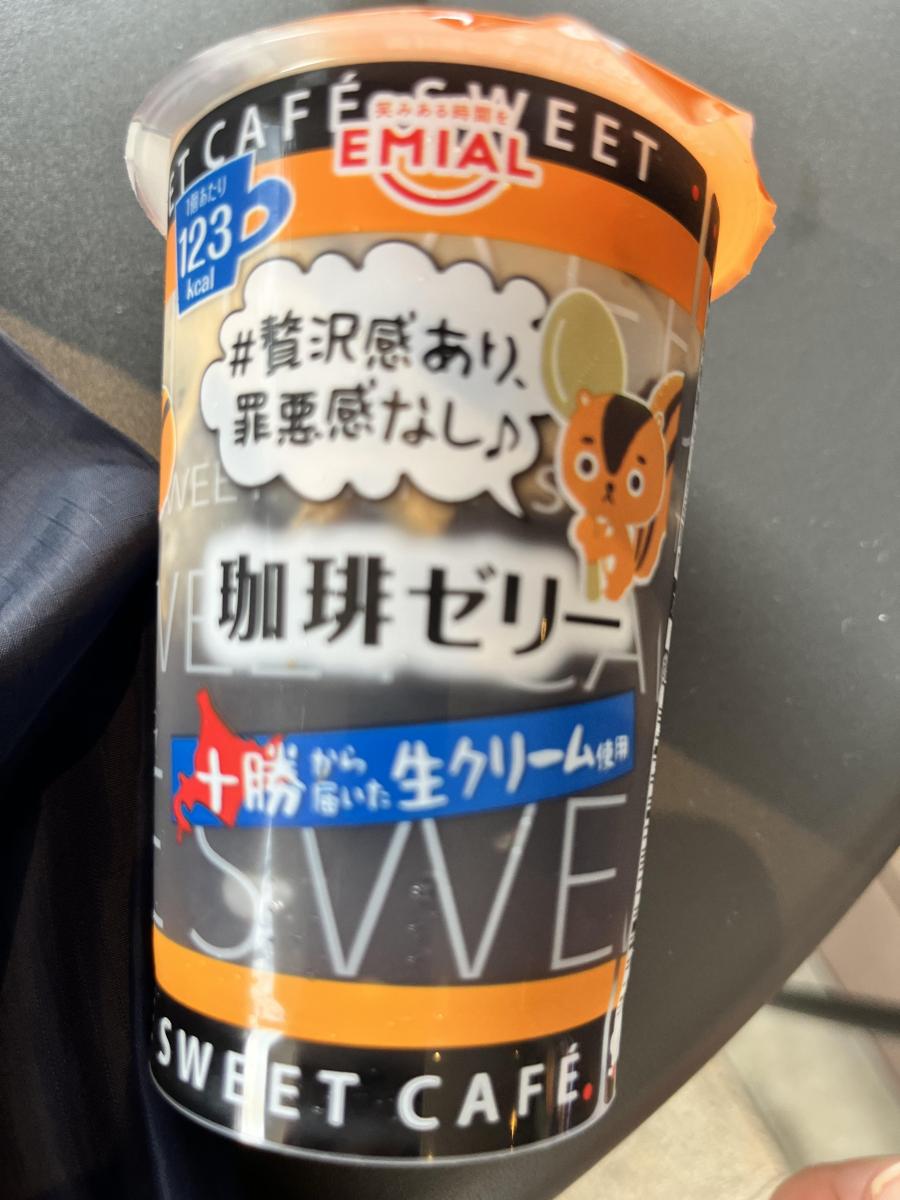 ET CAFÉ SWEET
笑みある時間を
EMIAL
1個あたり
123
kcal
#贅沢感あり、
罪悪感なし♪
WEET
S
珈琲ゼリー
十勝から届いた生クリーム使用
SWE
SWEET CAFÉ